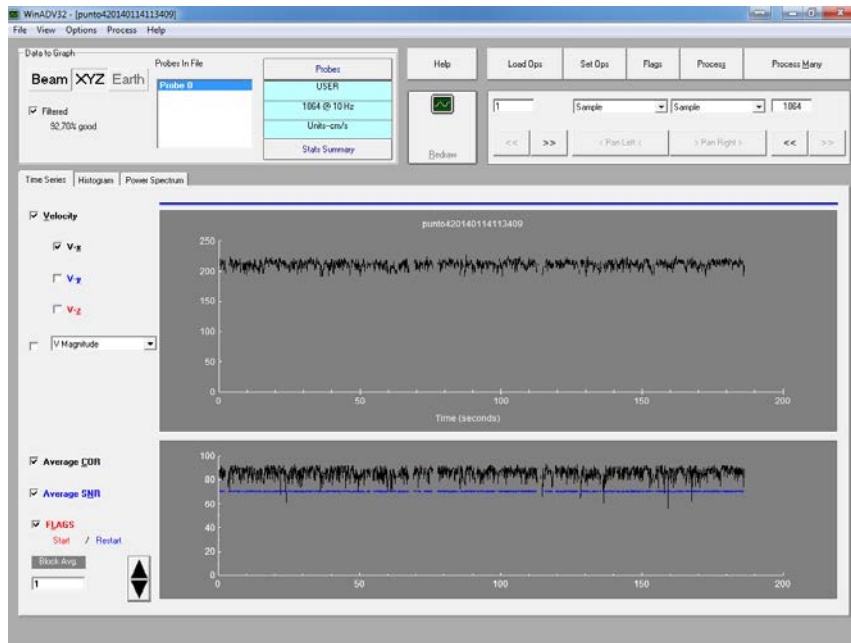 WinADV32 - [punto420140114113409]
File View Options Process Help
Data to Graph
Beam XYZ Earth
Filtered
92,70% good
Probes In File
Probe 0
Probes
USER
1864 @ 10 Hz
Units-cm/s
Stats Summary
Help
Redraw
Load Ops Set Ops Flags Process Process Many
1 Sample Sample 1864
<< >> < Pan Left < > Pan Right > << >>
Time Series Histogram Power Spectrum
Velocity
V-x
V-y
V-z
V Magnitude
punto420140114113409
250
200
150
100
50
0
0 50 100 150 200
Time (seconds)
Average COR
Average SNR
FLAGS
Start / Restart
Block Avg.
1
100
80
60
40
20
0
0 50 100 150 200